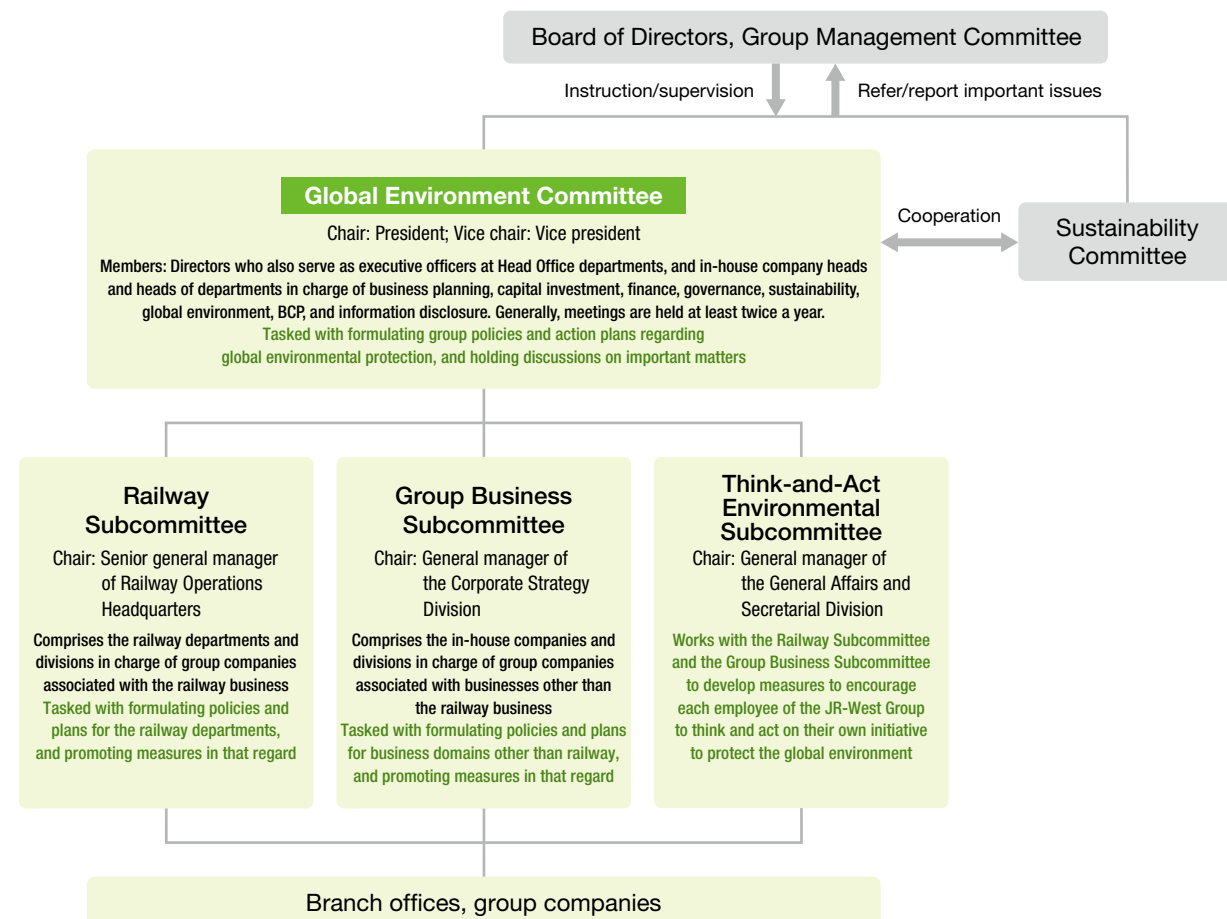 Board of Directors, Group Management Committee
Instruction/supervision
Refer/report important issues
Global Environment Committee
Chair: President; Vice chair: Vice president
Members: Directors who also serve as executive officers at Head Office departments, and in-house company heads
and heads of departments in charge of business planning, capital investment, finance, governance, sustainability,
global environment, BCP, and information disclosure. Generally, meetings are held at least twice a year.
Tasked with formulating group policies and action plans regarding
global environmental protection, and holding discussions on important matters
Cooperation
Sustainability
Committee
Railway
Subcommittee
Chair: Senior general manager
of Railway Operations
Headquarters
Comprises the railway departments and
divisions in charge of group companies
associated with the railway business
Tasked with formulating policies and
plans for the railway departments,
and promoting measures in that regard
Group Business
Subcommittee
Chair: General manager of
the Corporate Strategy
Division
Comprises the in-house companies and
divisions in charge of group companies
associated with businesses other than
the railway business
Tasked with formulating policies and plans
for business domains other than railway,
and promoting measures in that regard
Think-and-Act
Environmental
Subcommittee
Chair: General manager of
the General Affairs and
Secretarial Division
Works with the Railway Subcommittee
and the Group Business Subcommittee
to develop measures to encourage
each employee of the JR-West Group
to think and act on their own initiative
to protect the global environment
Branch offices, group companies